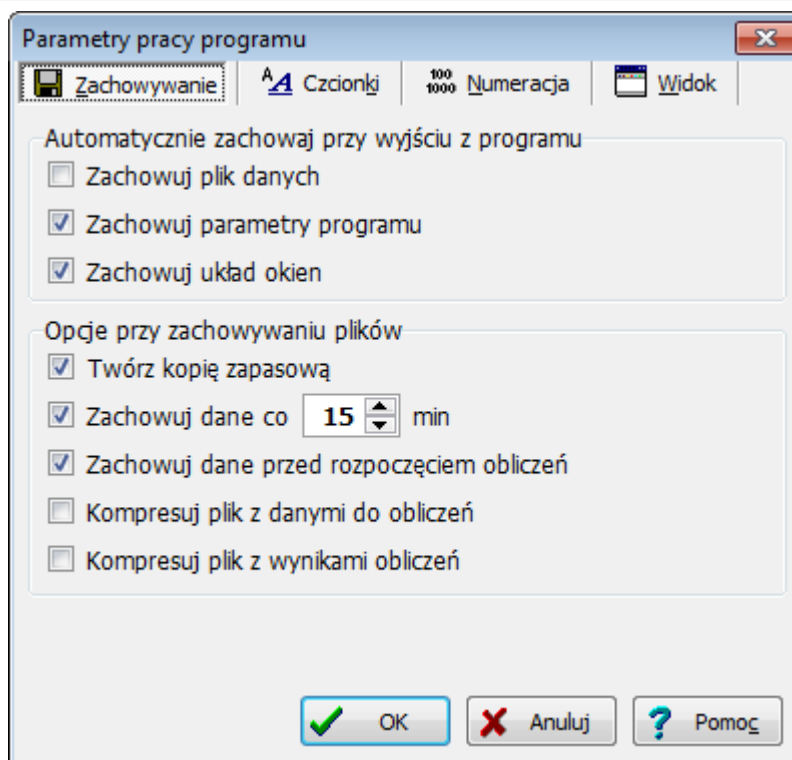 Parametry pracy programu
Zachowywanie AA Czcionki 100 1000 Numeracja Widok
Automatycznie zachowaj przy wyjściu z programu
Zachowuj plik danych
Zachowuj parametry programu
Zachowuj układ okien
Opcje przy zachowywaniu plików
Twórz kopię zapasową
Zachowuj dane co 15 min
Zachowuj dane przed rozpoczęciem obliczeń
Kompresuj plik z danymi do obliczeń
Kompresuj plik z wynikami obliczeń
OK Anuluj ? Pomoc